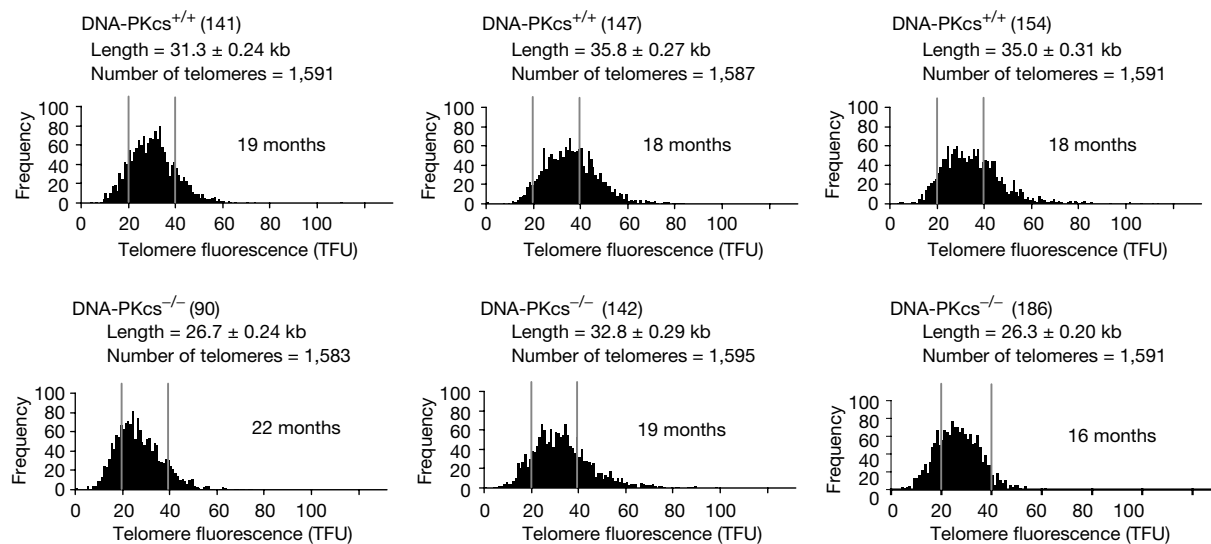 DNA-PKcs+/+ (141)
Length = 31.3 ± 0.24 kb
Number of telomeres = 1,591
100
80
60
40
20
0
Frequency
19 months
0 20 40 60 80 100
Telomere fluorescence (TFU)
DNA-PKcs+/+ (147)
Length = 35.8 ± 0.27 kb
Number of telomeres = 1,587
100
80
60
40
20
0
Frequency
18 months
0 20 40 60 80 100
Telomere fluorescence (TFU)
DNA-PKcs+/+ (154)
Length = 35.0 ± 0.31 kb
Number of telomeres = 1,591
100
80
60
40
20
0
Frequency
18 months
0 20 40 60 80 100
Telomere fluorescence (TFU)
DNA-PKcs−/− (90)
Length = 26.7 ± 0.24 kb
Number of telomeres = 1,583
100
80
60
40
20
0
Frequency
22 months
0 20 40 60 80 100
Telomere fluorescence (TFU)
DNA-PKcs−/− (142)
Length = 32.8 ± 0.29 kb
Number of telomeres = 1,595
100
80
60
40
20
0
Frequency
19 months
0 20 40 60 80 100
Telomere fluorescence (TFU)
DNA-PKcs−/− (186)
Length = 26.3 ± 0.20 kb
Number of telomeres = 1,591
100
80
60
40
20
0
Frequency
16 months
0 20 40 60 80 100
Telomere fluorescence (TFU)